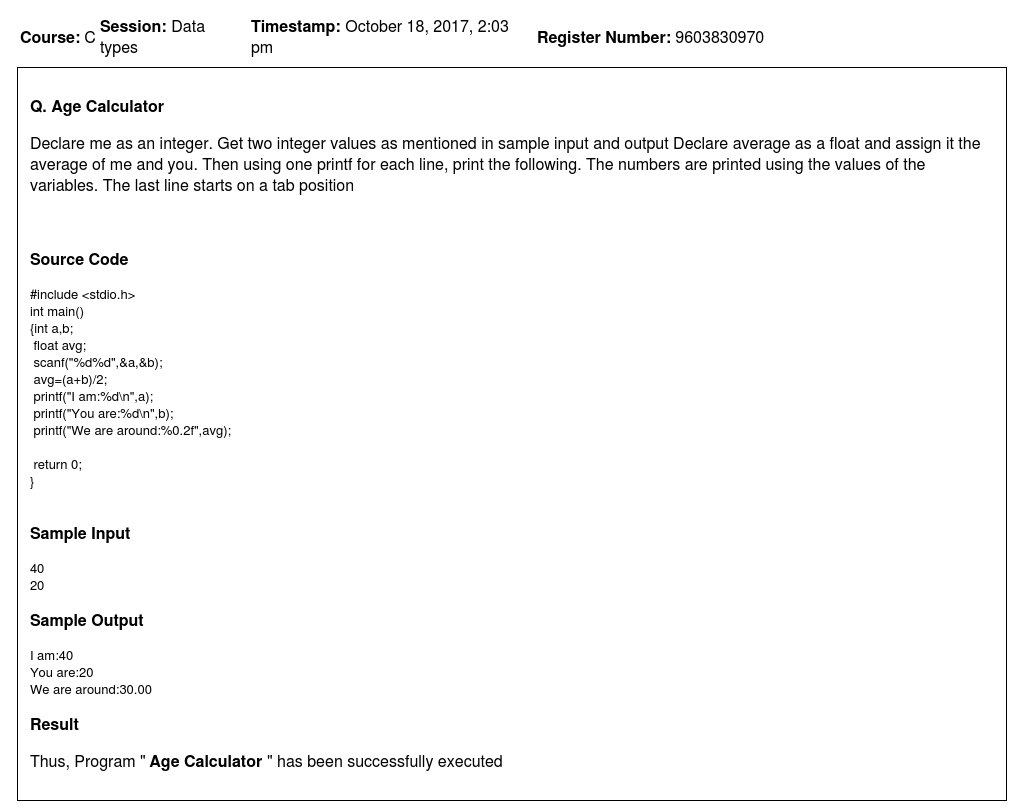 Course: C Session: Data types Timestamp: October 18, 2017, 2:03 pm Register Number: 9603830970
Q. Age Calculator
Declare me as an integer. Get two integer values as mentioned in sample input and output Declare average as a float and assign it the
average of me and you. Then using one printf for each line, print the following. The numbers are printed using the values of the
variables. The last line starts on a tab position
Source Code
#include <stdio.h>
int main()
{int a,b;
 float avg;
 scanf("%d%d",&a,&b);
 avg=(a+b)/2;
 printf("I am:%d\n",a);
 printf("You are:%d\n",b);
 printf("We are around:%0.2f",avg);
 return 0;
}
Sample Input
40
20
Sample Output
I am:40
You are:20
We are around:30.00
Result
Thus, Program " Age Calculator " has been successfully executed